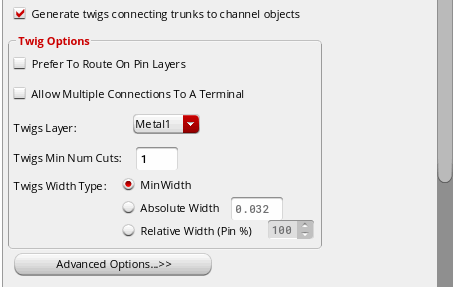 Generate twigs connecting trunks to channel objects
Twig Options
Prefer To Route On Pin Layers
Allow Multiple Connections To A Terminal
Twigs Layer: Metal1
Twigs Min Num Cuts: 1
Twigs Width Type: MinWidth
Absolute Width 0.032
Relative Width (Pin %) 100
Advanced Options...>>